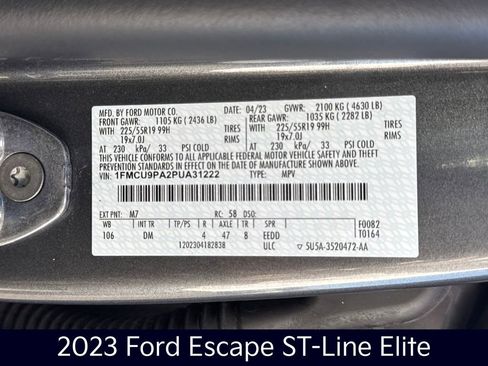 MFD. BY FORD MOTOR CO.
04/23 GVWR: 2100 KG ( 4630 LB)
FRONT GAWR: 1105 KG ( 2436 LB)
REAR GAWR: 1035 KG ( 2282 LB)
WITH 225/55R19 99H TIRES
WITH 225/55R19 99H TIRES
19x7.0J RIMS
19x7.0J RIMS
AT 230 kPa/ 33 PSI COLD
AT 230 kPa/ 33 PSI COLD
THIS VEHICLE CONFORMS TO ALL APPLICABLE FEDERAL MOTOR VEHICLE SAFETY AND THEFT PREVENTION STANDARDS IN EFFECT ON THE DATE OF MANUFACTURE SHOWN ABOVE.
VIN: 1FMCU9PA2PUA31222
TYPE: MPV
EXT PNT: M7 RC: 58 DSO: F0082
WB INT TR TP/PS R AXLE TR SPR T0164
106 DM 4 47 8 EEDD
1202304182838 ULC ▽ 5U5A-3520472-AA
2023 Ford Escape ST-Line Elite